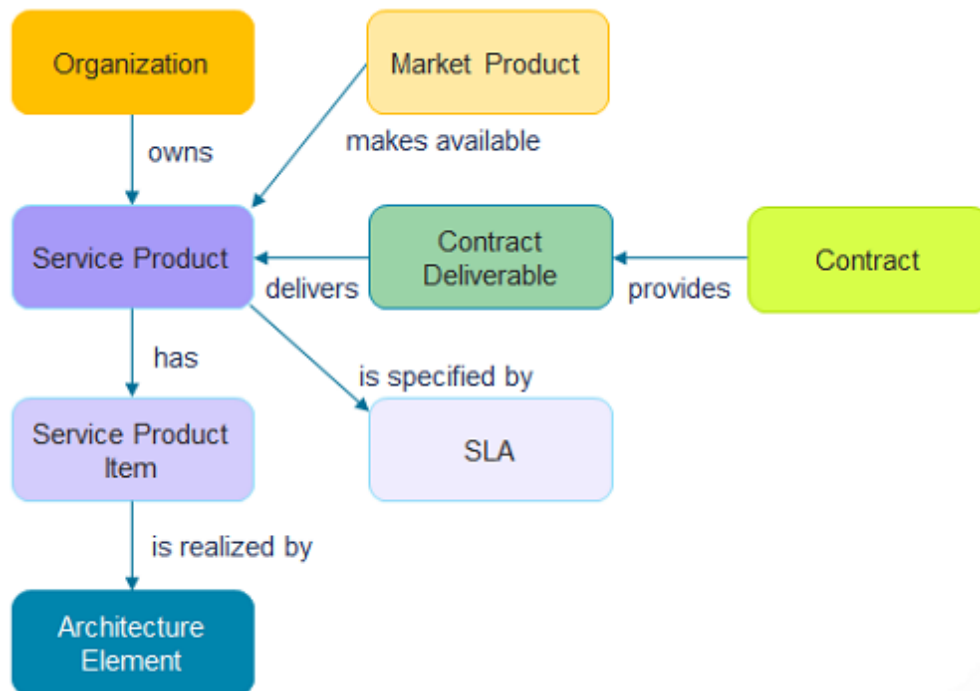 Organization
Market Product
owns
makes available
Service Product
Contract
Deliverable
Contract
delivers
provides
has
is specified by
Service Product
Item
SLA
is realized by
Architecture
Element